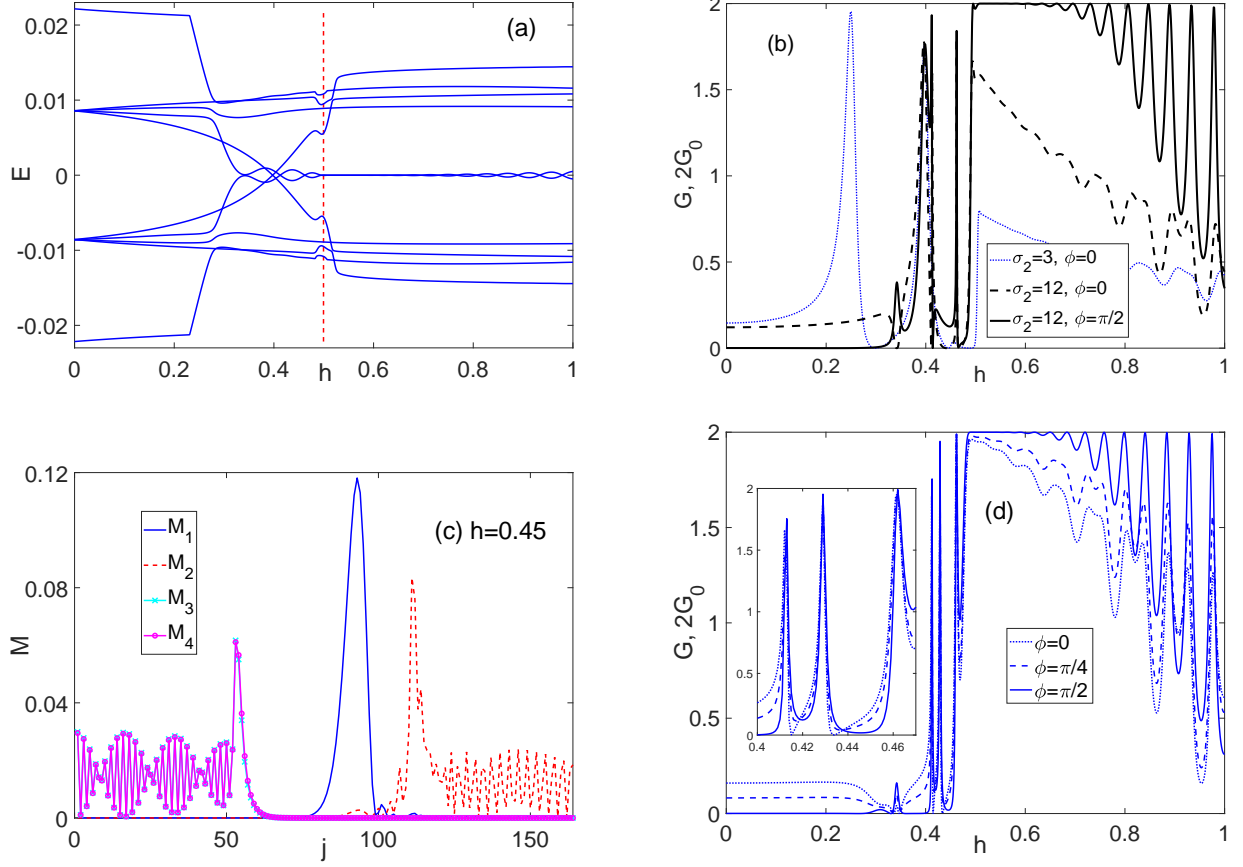 (a)
0.02
0.01
0
-0.01
-0.02
E
0 0.2 0.4 0.6 0.8 1
h
(b)
2
1.5
1
0.5
0
G, 2G₀
σ₂=3, ϕ=0
σ₂=12, ϕ=0
σ₂=12, ϕ=π/2
0 0.2 0.4 0.6 0.8 1
h
(c) h=0.45
0.12
0.08
0.04
0
M
M₁
M₂
M₃
M₄
0 50 100 150
j
(d)
2
1.5
1
0.5
0
G, 2G₀
2
1.5
1
0.5
0
0.4 0.42 0.44 0.46
ϕ=0
ϕ=π/4
ϕ=π/2
0 0.2 0.4 0.6 0.8 1
h